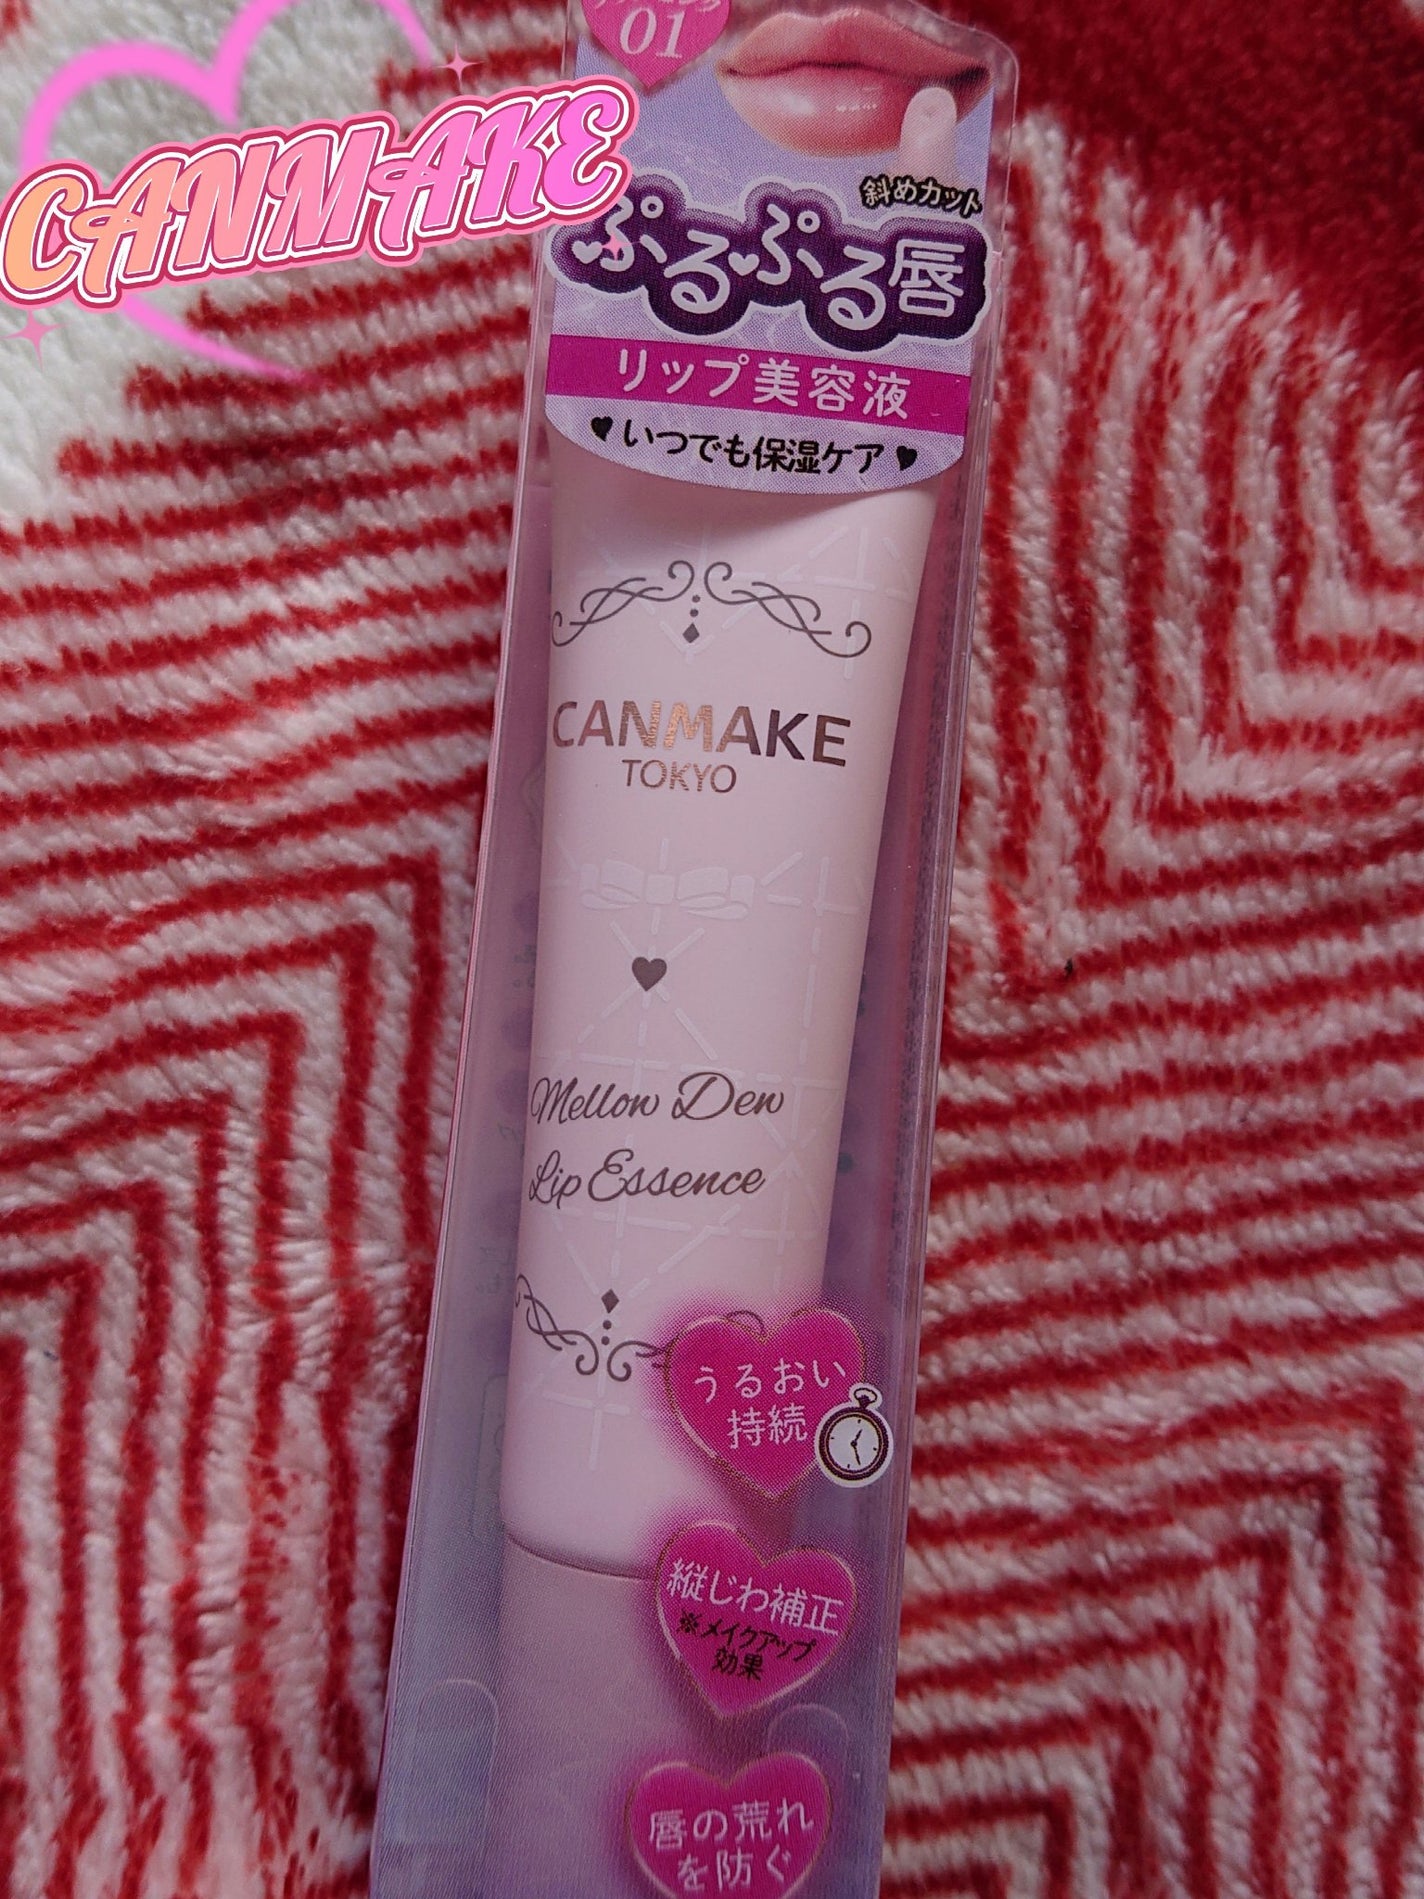 01
CANMAKE
斜めカット
ぷるぷる唇
リップ美容液
いつでも保湿ケア
CANMAKE
TOKYO
Mellow Dew
Lip Essence
うるおい
持続
縦じわ補正
※メイクアップ
効果
唇の荒れ
を防ぐ